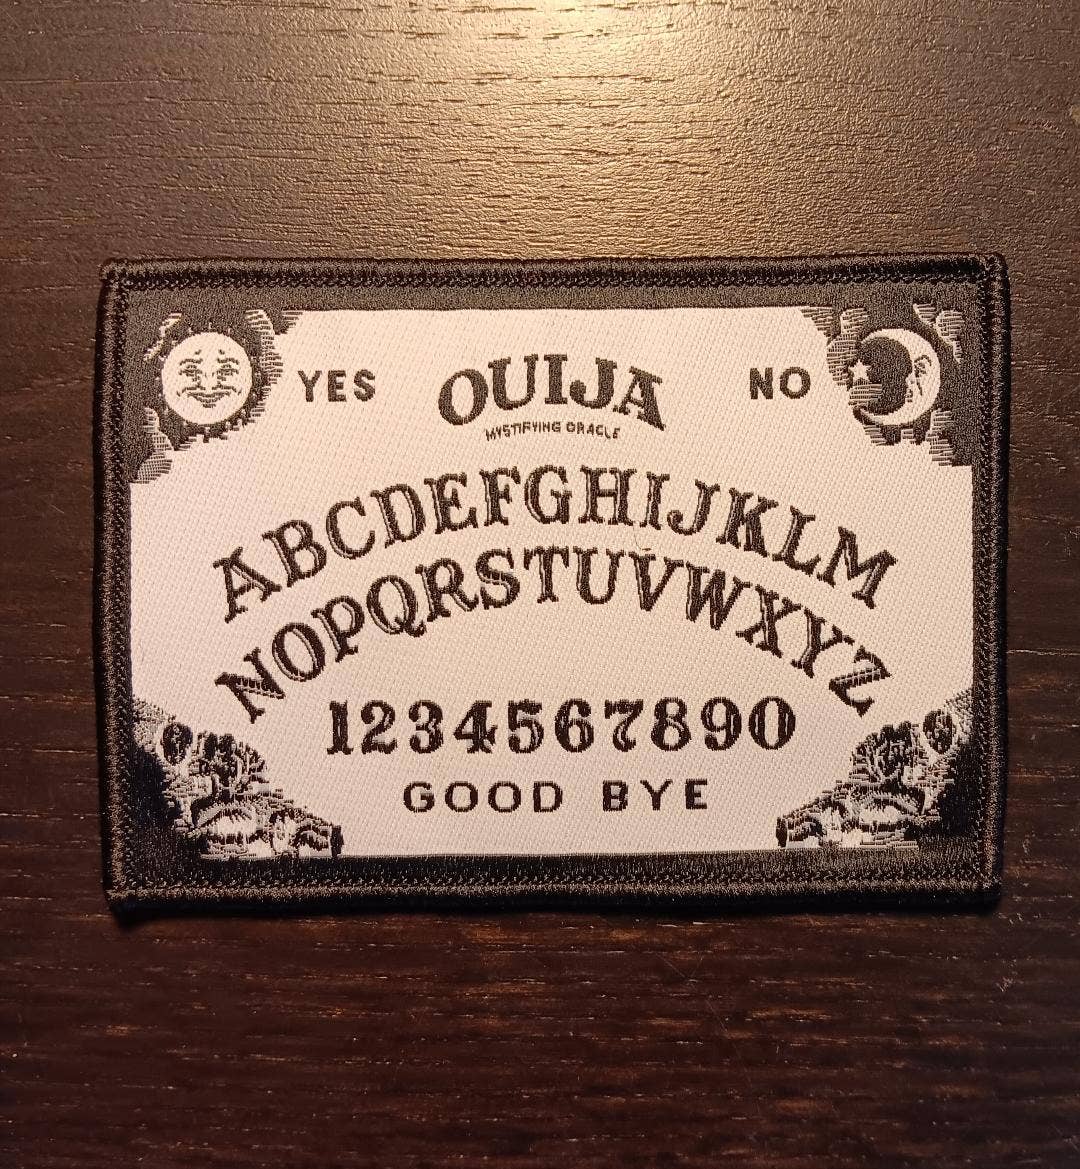 YES OUIJA NO
MYSTIFYING ORACLE
ABCDEFGHIJKLM
NOPQRSTUVWXYZ
1234567890
GOOD BYE